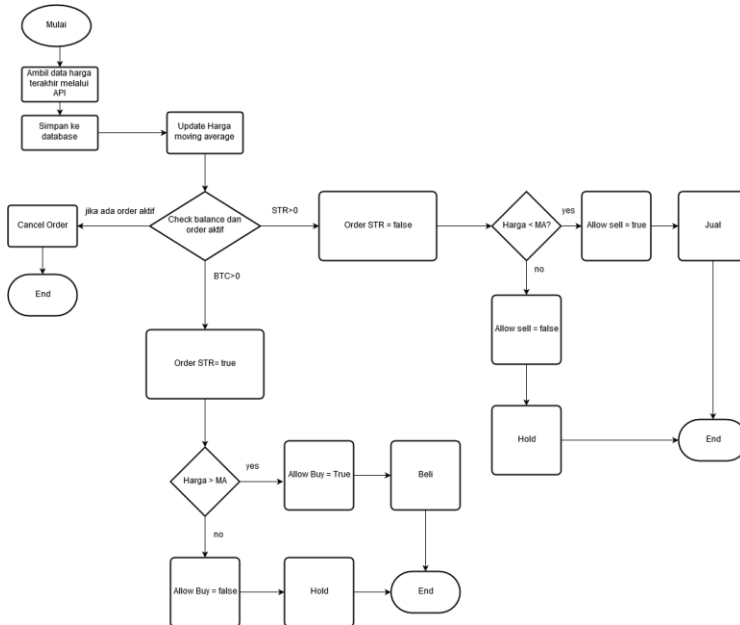 Mulai
Ambil data harga
terakhir melalui
API
Simpan ke
database
Update Harga
moving average
jika ada order aktif
Cancel Order
End
Check balance dan
order aktif
STR>0
Order STR = false
Harga < MA?
yes
Allow sell = true
Jual
no
Allow sell = false
Hold
End
BTC>0
Order STR= true
Harga > MA
yes
Allow Buy = True
Beli
no
Allow Buy = false
Hold
End